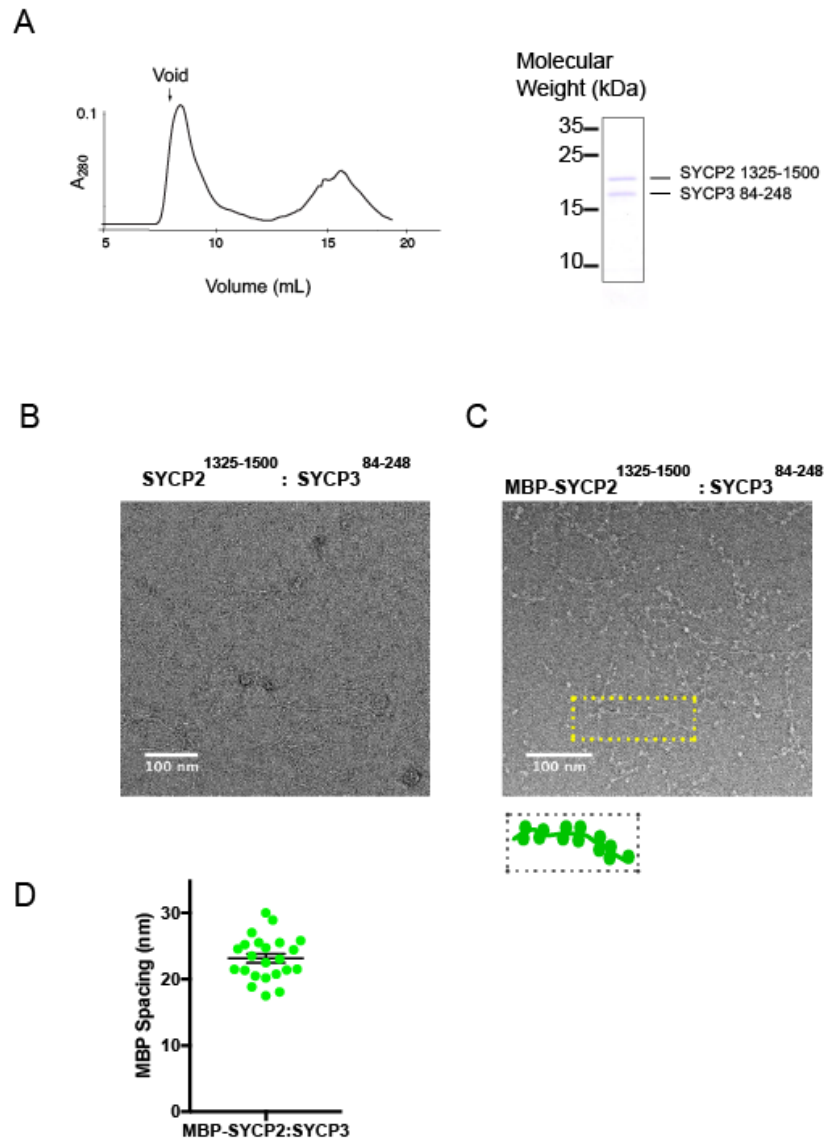 A
Void
0.1
A280
5 10 15 20
Volume (mL)
Molecular
Weight (kDa)
35
25
15
10
SYCP2 1325-1500
SYCP3 84-248
B
SYCP2 1325-1500 : SYCP3 84-248
100 nm
C
MBP-SYCP2 1325-1500 : SYCP3 84-248
100 nm
D
MBP Spacing (nm)
30
20
10
0
MBP-SYCP2:SYCP3